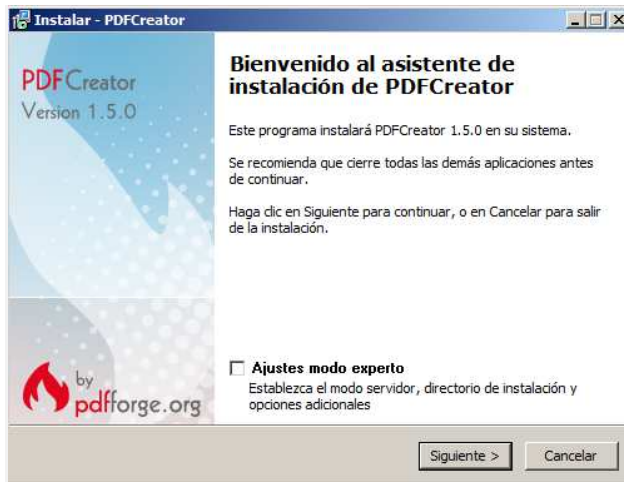 Instalar - PDFCreator
PDFCreator
Version 1.5.0
Bienvenido al asistente de
instalación de PDFCreator
Este programa instalará PDFCreator 1.5.0 en su sistema.
Se recomienda que cierre todas las demás aplicaciones antes
de continuar.
Haga clic en Siguiente para continuar, o en Cancelar para salir
de la instalación.
Ajustes modo experto
Establezca el modo servidor, directorio de instalación y
opciones adicionales
by
pdfforge.org
Siguiente >
Cancelar